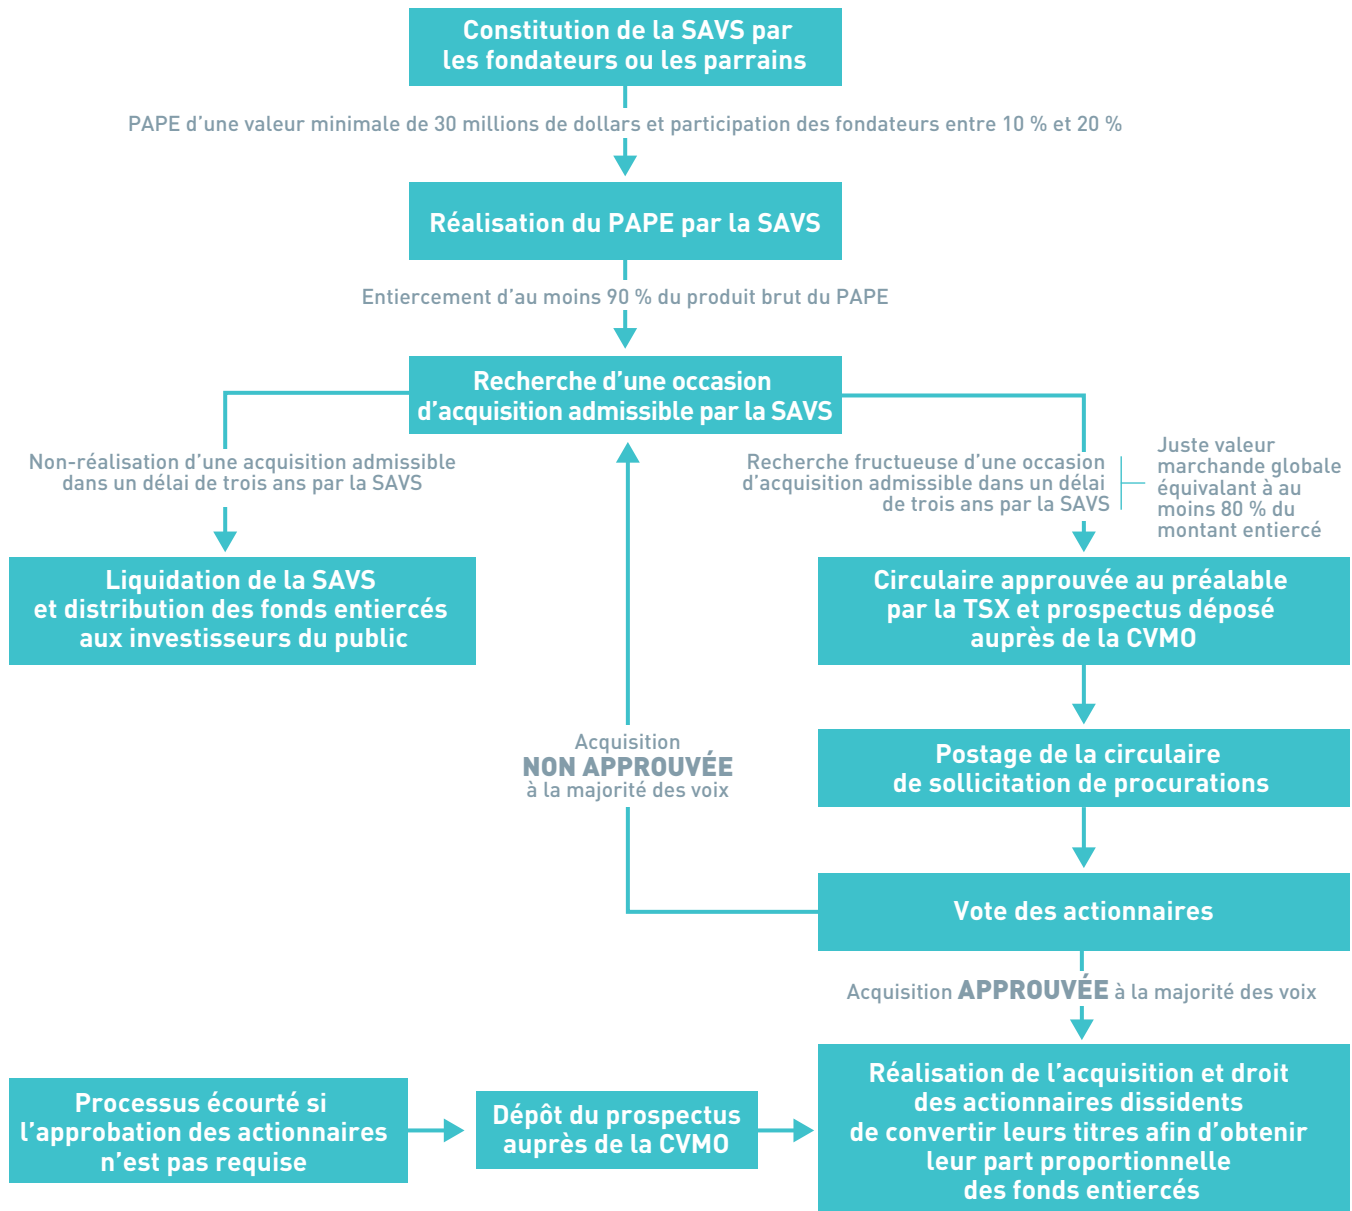 Constitution de la SAVS par
les fondateurs ou les parrains
PAPE d’une valeur minimale de 30 millions de dollars et participation des fondateurs entre 10 % et 20 %
Réalisation du PAPE par la SAVS
Entiercement d’au moins 90 % du produit brut du PAPE
Recherche d’une occasion
d’acquisition admissible par la SAVS
Non-réalisation d’une acquisition admissible
dans un délai de trois ans par la SAVS
Recherche fructueuse d’une occasion
d’acquisition admissible dans un délai
de trois ans par la SAVS
Juste valeur
marchande globale
équivalant à au
moins 80 % du
montant entiercé
Liquidation de la SAVS
et distribution des fonds entiercés
aux investisseurs du public
Circulaire approuvée au préalable
par la TSX et prospectus déposé
auprès de la CVMO
Postage de la circulaire
de sollicitation de procurations
Acquisition
NON APPROUVÉE
à la majorité des voix
Vote des actionnaires
Acquisition APPROUVÉE à la majorité des voix
Processus écourté si
l’approbation des actionnaires
n’est pas requise
Dépôt du prospectus
auprès de la CVMO
Réalisation de l’acquisition et droit
des actionnaires dissidents
de convertir leurs titres afin d’obtenir
leur part proportionnelle
des fonds entiercés